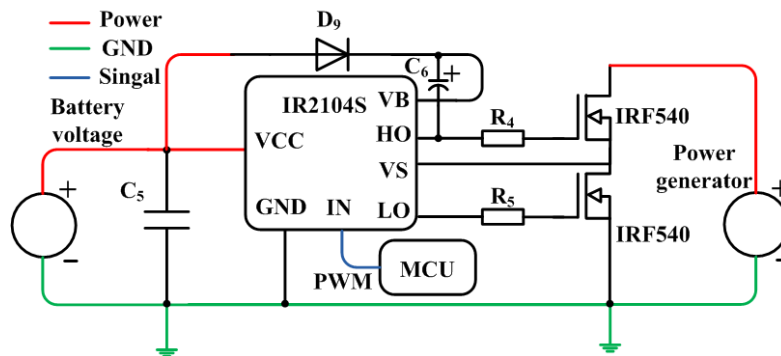 Power
GND
Singal
D9
C6
+
Battery
voltage
IR2104S
VB
VCC
HO
R4
IRF540
VS
Power
generator
+
-
C5
GND
IN
LO
R5
IRF540
+
-
PWM
MCU